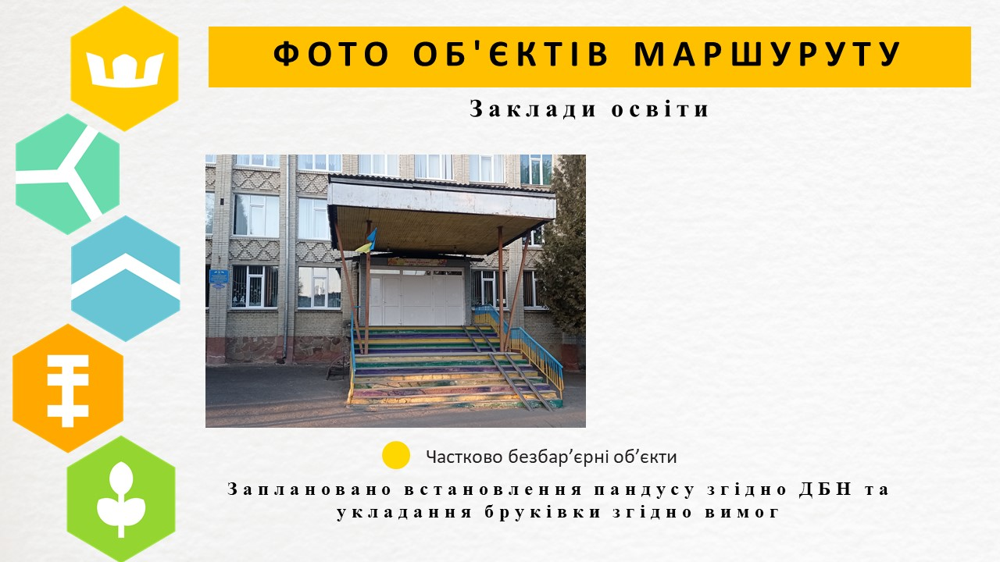 ФОТО ОБ'ЄКТІВ МАРШУРУТУ
Заклади освіти
Частково безбар’єрні об’єкти
Заплановано встановлення пандусу згідно ДБН та
укладання бруківки згідно вимог